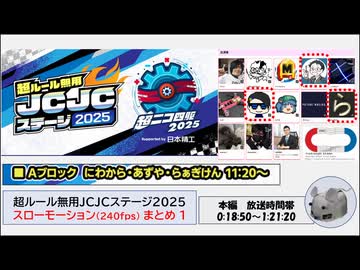 超ルール無用
JCJC
ステージ2025
超ニコ四駆
2025
Supported by 日本精工
■ Aブロック にわから・あずや・らぁぎけん 11:20～
超ルール無用JCJCステージ2025
スローモーション(240fps) まとめ 1
本編 放送時間帯
0:18:50～1:21:20